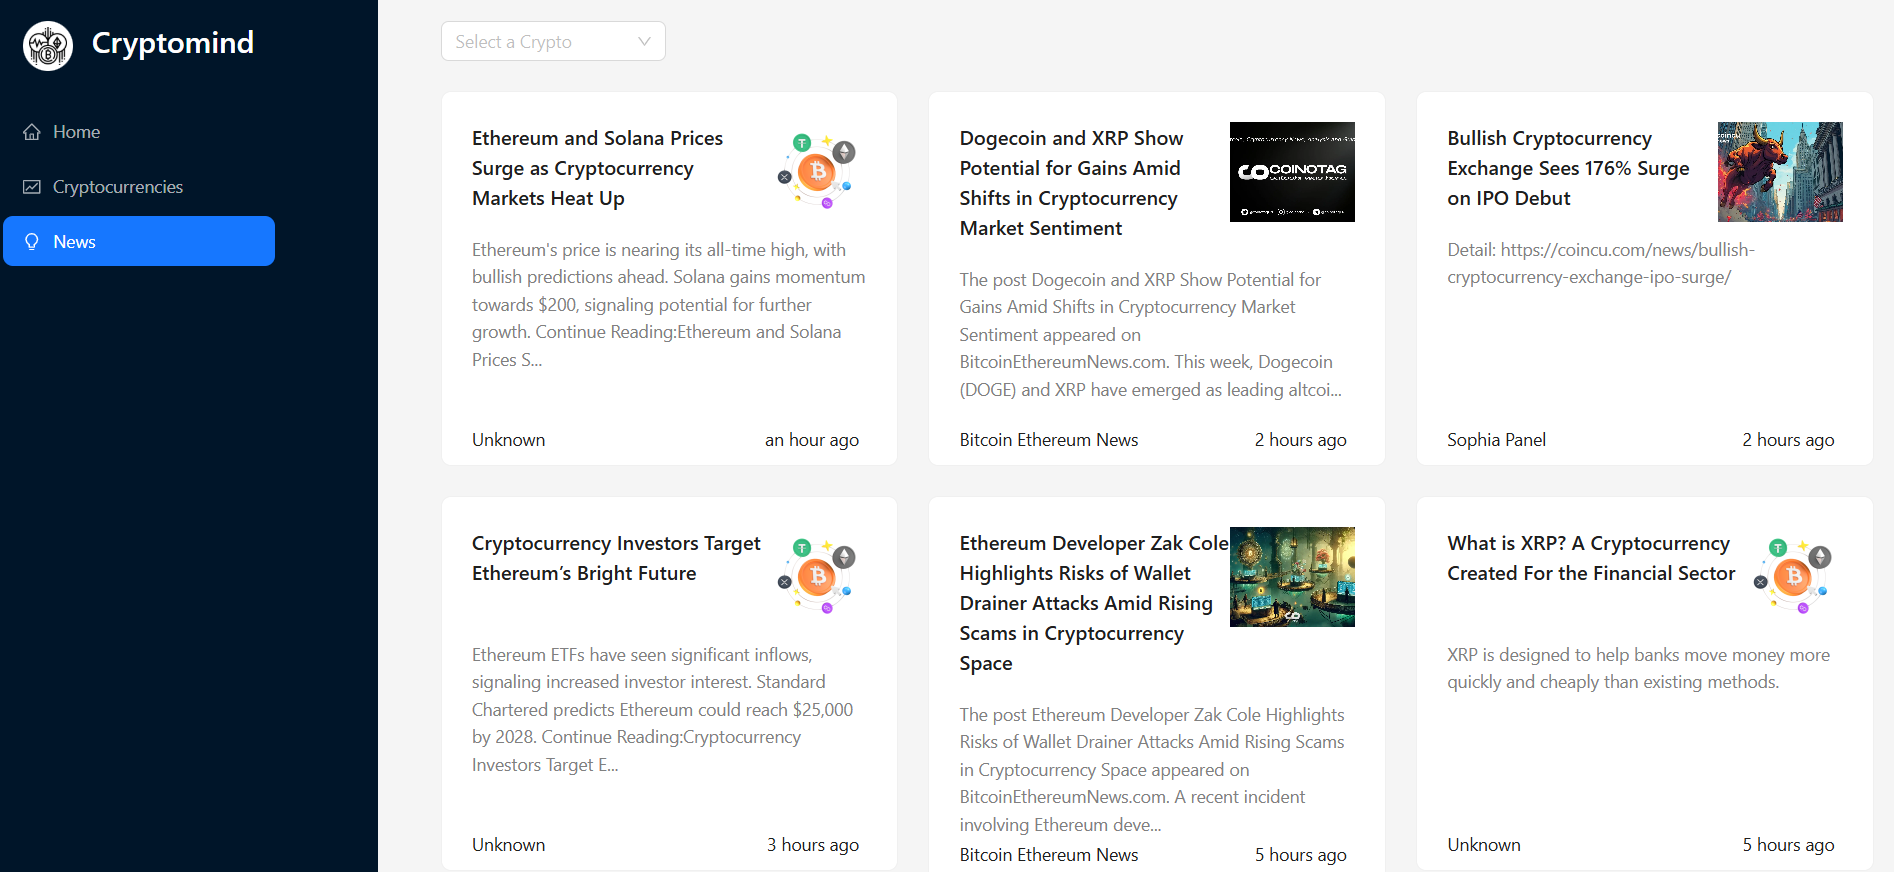 Cryptomind
Home
Cryptocurrencies
News
Select a Crypto
Ethereum and Solana Prices
Surge as Cryptocurrency
Markets Heat Up
Ethereum's price is nearing its all-time high, with
bullish predictions ahead. Solana gains momentum
towards $200, signaling potential for further
growth. Continue Reading:Ethereum and Solana
Prices S...
Unknown
an hour ago
Dogecoin and XRP Show
Potential for Gains Amid
Shifts in Cryptocurrency
Market Sentiment
COINOTAG
The post Dogecoin and XRP Show Potential for
Gains Amid Shifts in Cryptocurrency Market
Sentiment appeared on
BitcoinEthereumNews.com. This week, Dogecoin
(DOGE) and XRP have emerged as leading altcoi...
Bitcoin Ethereum News
2 hours ago
Bullish Cryptocurrency
Exchange Sees 176% Surge
on IPO Debut
Detail: https://coincu.com/news/bullish-
cryptocurrency-exchange-ipo-surge/
Sophia Panel
2 hours ago
Cryptocurrency Investors Target
Ethereum’s Bright Future
Ethereum ETFs have seen significant inflows,
signaling increased investor interest. Standard
Chartered predicts Ethereum could reach $25,000
by 2028. Continue Reading:Cryptocurrency
Investors Target E...
Unknown
3 hours ago
Ethereum Developer Zak Cole
Highlights Risks of Wallet
Drainer Attacks Amid Rising
Scams in Cryptocurrency
Space
The post Ethereum Developer Zak Cole Highlights
Risks of Wallet Drainer Attacks Amid Rising Scams
in Cryptocurrency Space appeared on
BitcoinEthereumNews.com. A recent incident
involving Ethereum deve...
Bitcoin Ethereum News
5 hours ago
What is XRP? A Cryptocurrency
Created For the Financial Sector
XRP is designed to help banks move money more
quickly and cheaply than existing methods.
Unknown
5 hours ago